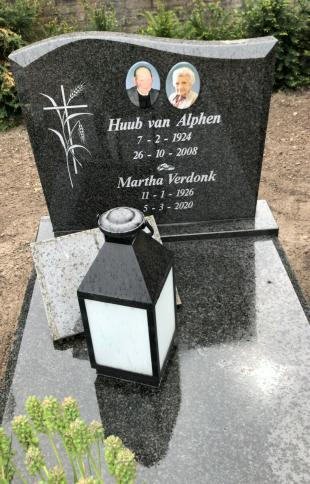 Huub van Alphen
7 - 2 - 1924
26 - 10 - 2008
Martha Verdonk
11 - 1 - 1926
5 - 3 - 2020